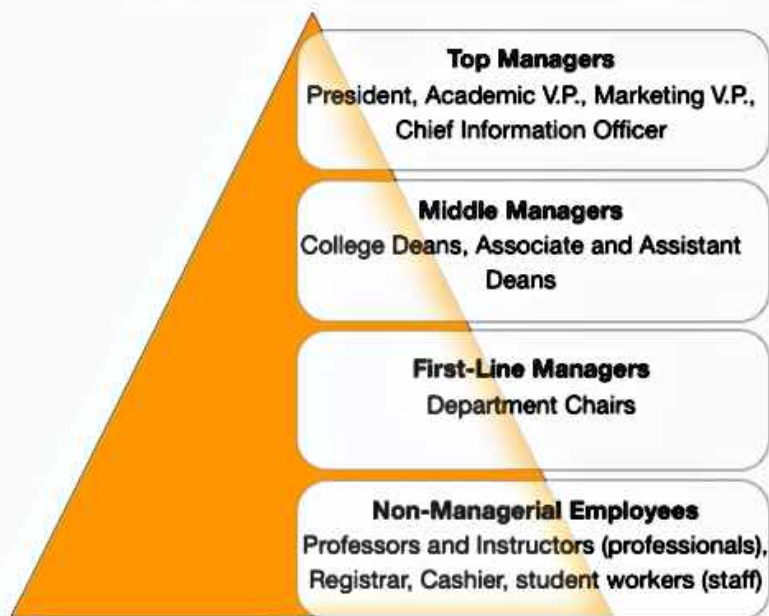 Top Managers
President, Academic V.P., Marketing V.P.,
Chief Information Officer
Middle Managers
College Deans, Associate and Assistant
Deans
First-Line Managers
Department Chairs
Non-Managerial Employees
Professors and Instructors (professionals),
Registrar, Cashier, student workers (staff)